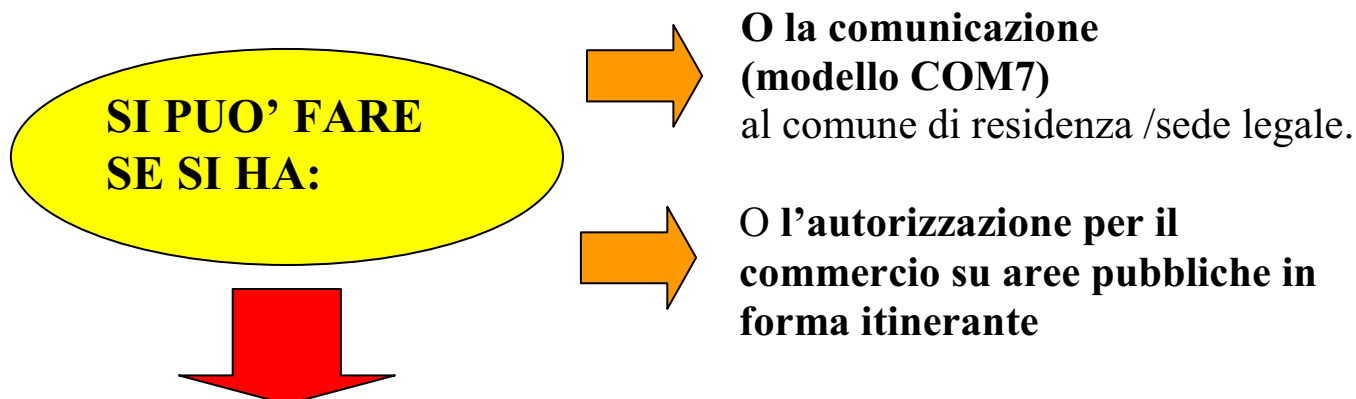 SI PUO’ FARE
SE SI HA:
O la comunicazione
(modello COM7)
al comune di residenza /sede legale.
O l’autorizzazione per il
commercio su aree pubbliche in
forma itinerante